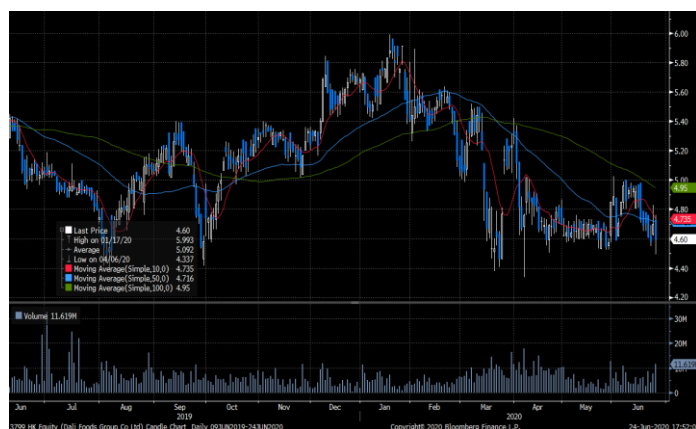 6.00
5.80
5.60
5.40
5.20
5.00
4.95
4.80
4.735
4.60
4.40
4.20
Last Price 4.60
High on 01/17/20 5.993
Average 5.092
Low on 04/06/20 4.337
Moving Average(Simple,10,0) 4.735
Moving Average(Simple,50,0) 4.716
Moving Average(Simple,100,0) 4.95
Volume 11.619M
30M
20M
11.619M
Jun Jul Aug Sep Oct Nov Dec Jan Feb Mar Apr May Jun
2019 2020
3799 HK Equity (Dali Foods Group Co Ltd) Candle Chart Daily 09JUN2019-24JUN2020 Copyright© 2020 Bloomberg Finance L.P. 24-Jun-2020 17:52:0